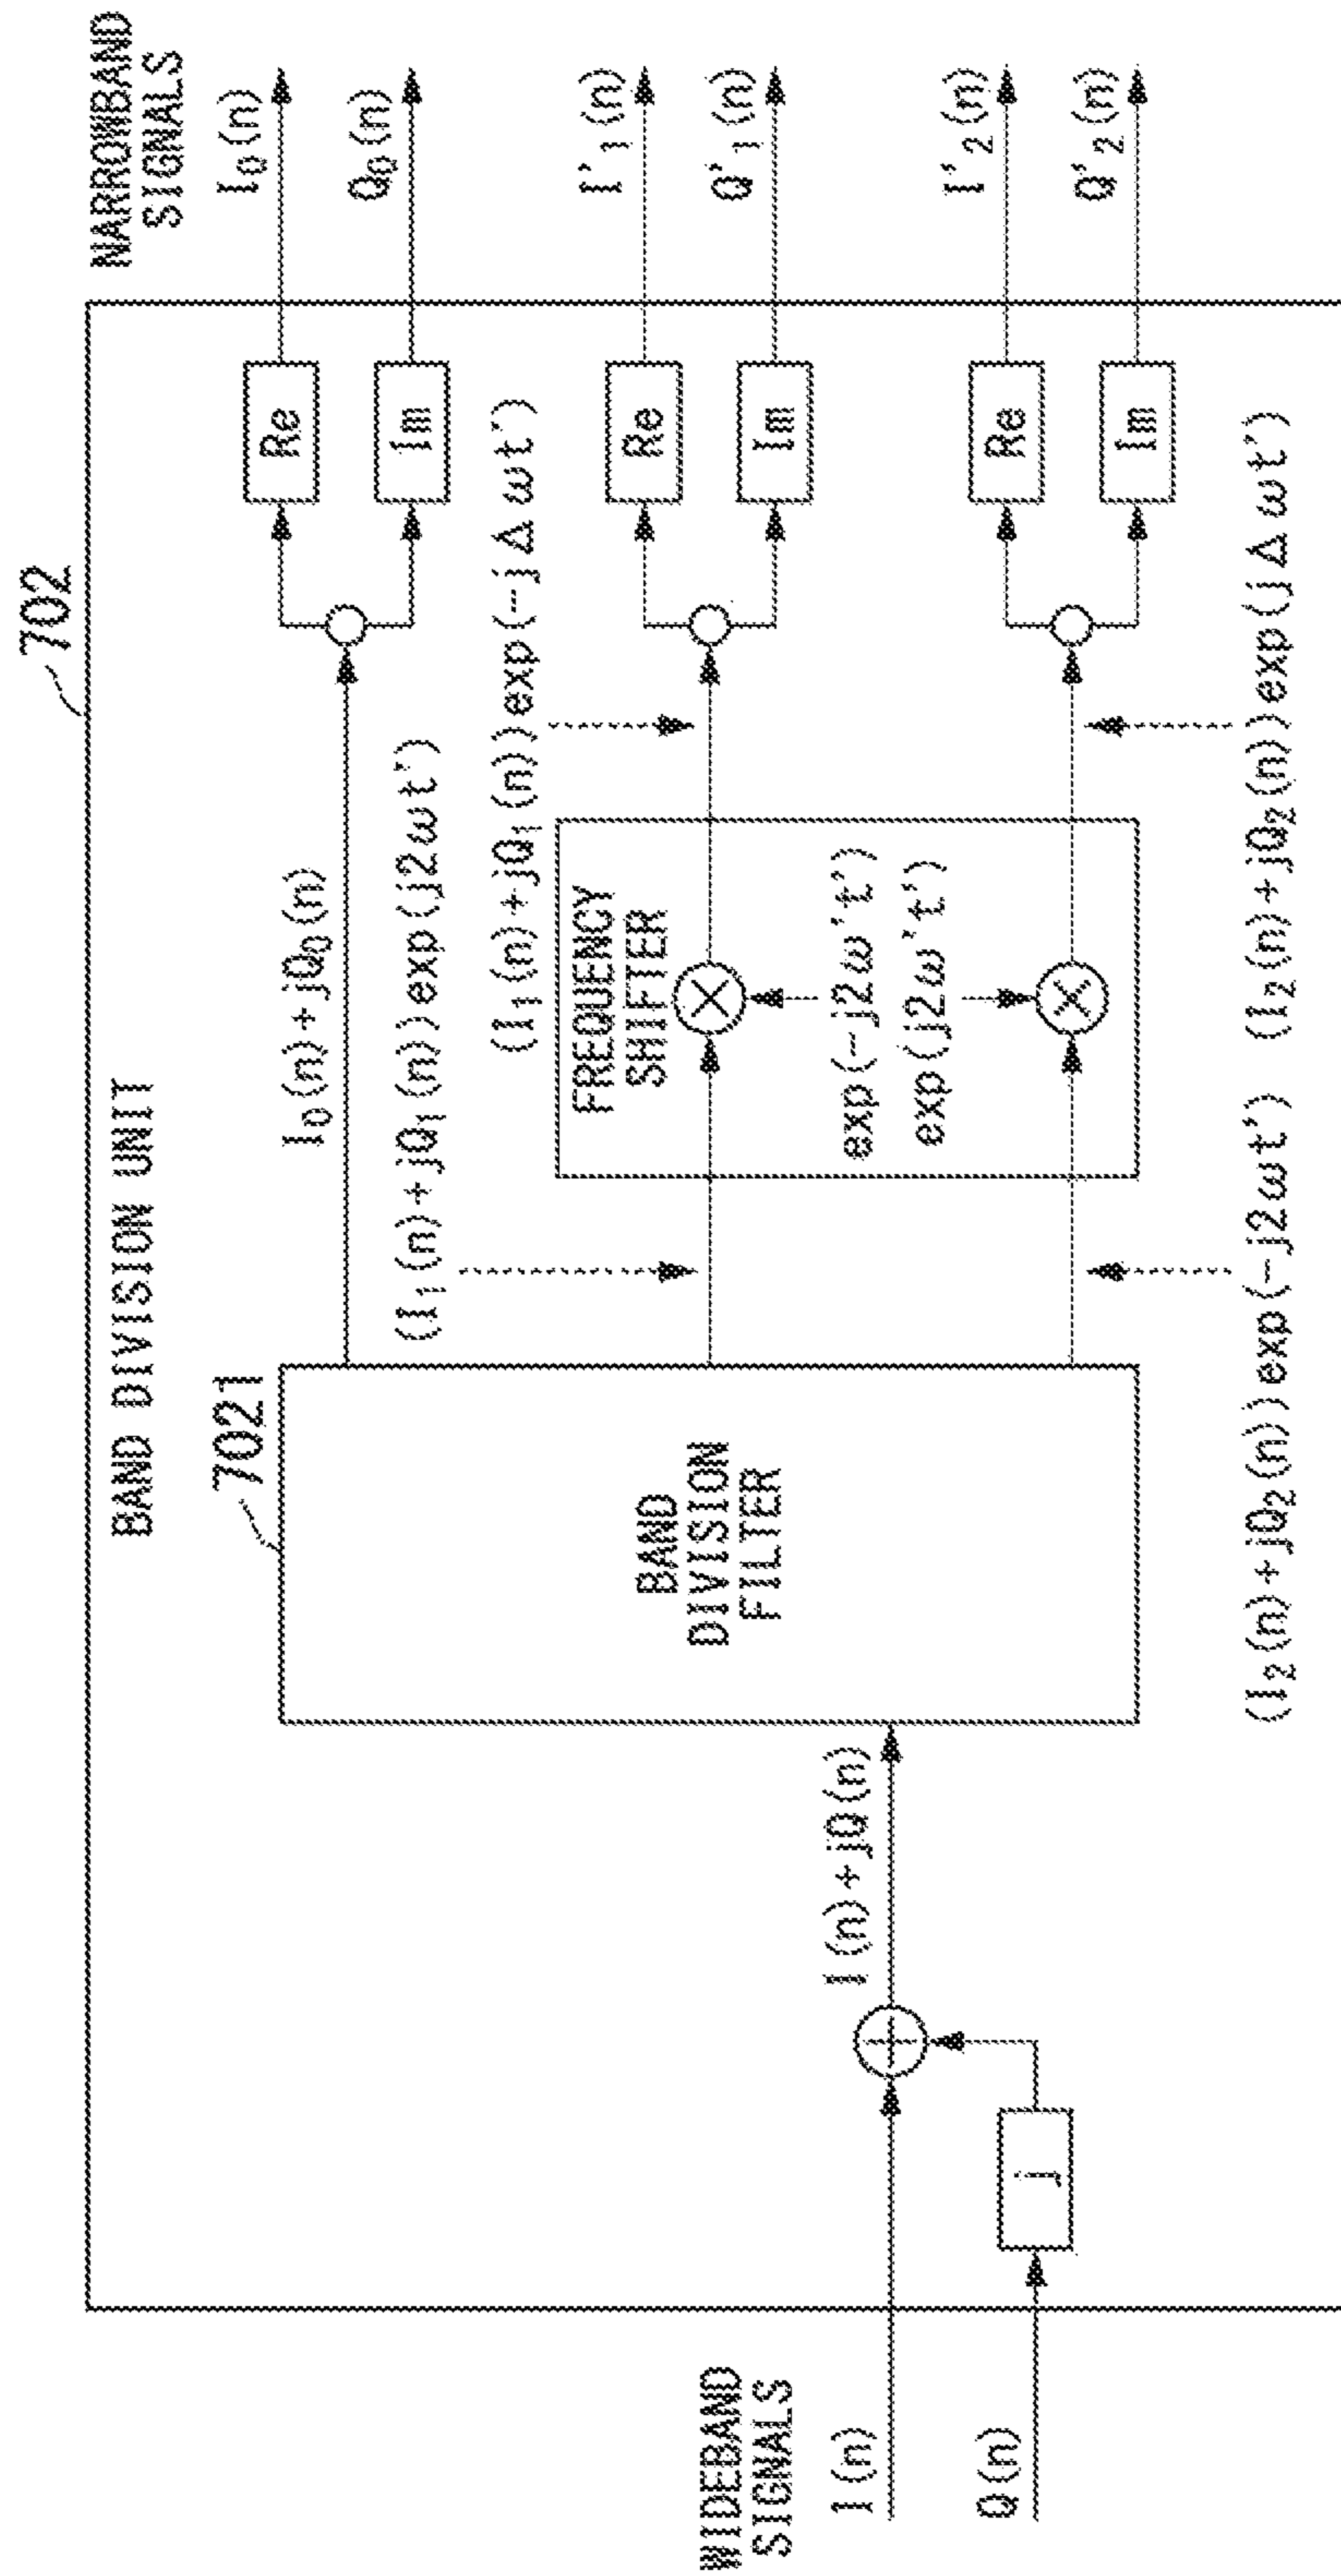 702
BAND DIVISION UNIT
WIDEBAND
SIGNALS
I(n)
Q(n)
j
I(n)+jQ(n)
7021
BAND
DIVISION
FILTER
I₀(n)+jQ₀(n)
(I₁(n)+jQ₁(n))exp(j2ωt')
(I₂(n)+jQ₂(n))exp(-j2ωt')
FREQUENCY
SHIFTER
exp(-j2ω't')
exp(j2ω't')
(I₁(n)+jQ₁(n))exp(-jΔωt')
(I₂(n)+jQ₂(n))exp(jΔωt')
Re
Im
Re
Im
Re
Im
NARROWBAND
SIGNALS
I₀(n)
Q₀(n)
I'₁(n)
Q'₁(n)
I'₂(n)
Q'₂(n)